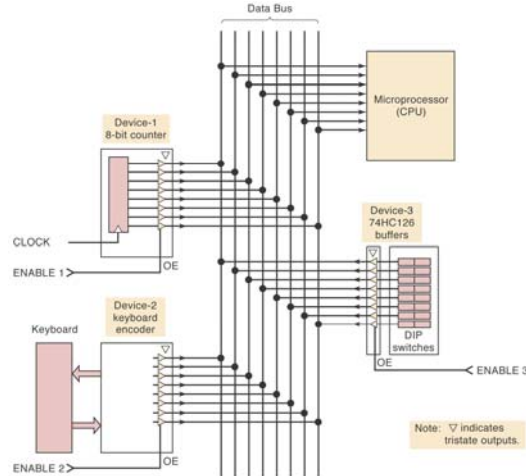 Data Bus
Microprocessor
(CPU)
Device-1
8-bit counter
CLOCK
ENABLE 1
OE
Device-3
74HC126
buffers
DIP
switches
OE
ENABLE 3
Device-2
keyboard
encoder
Keyboard
OE
ENABLE 2
Note: ▽ indicates
tristate outputs.